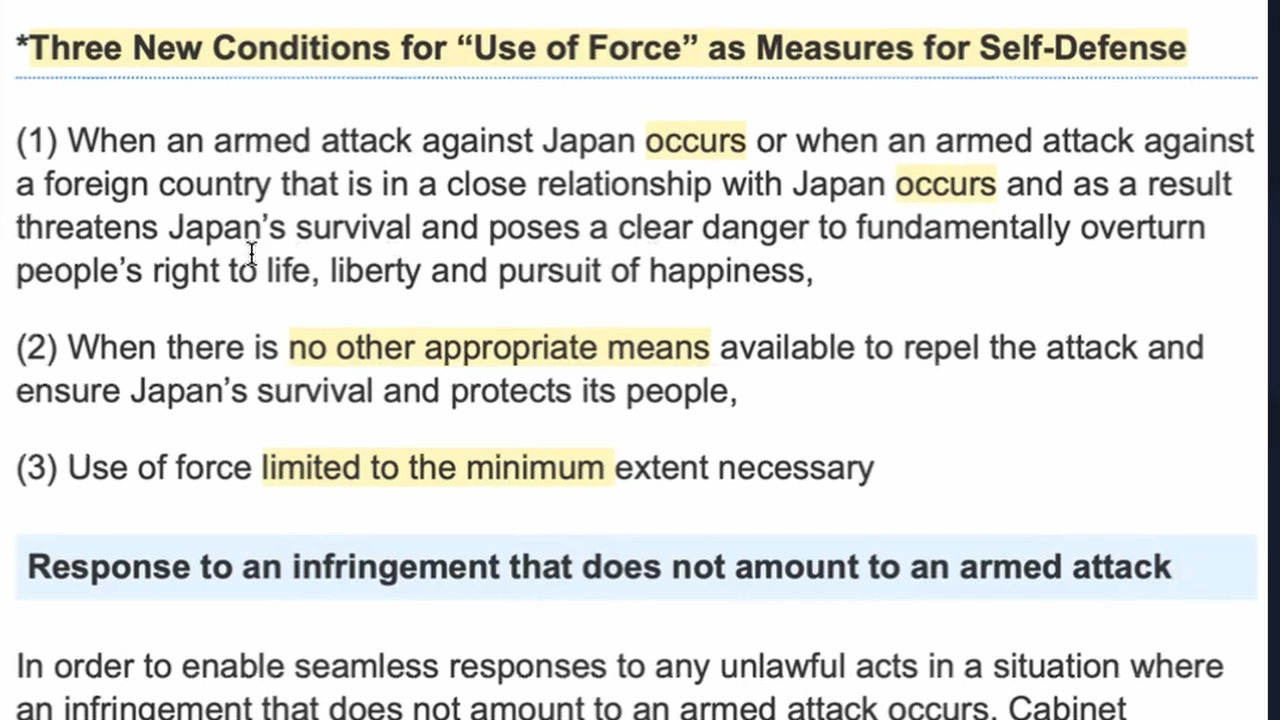 *Three New Conditions for “Use of Force” as Measures for Self-Defense
(1) When an armed attack against Japan occurs or when an armed attack against
a foreign country that is in a close relationship with Japan occurs and as a result
threatens Japan’s survival and poses a clear danger to fundamentally overturn
people’s right to life, liberty and pursuit of happiness,
(2) When there is no other appropriate means available to repel the attack and
ensure Japan’s survival and protects its people,
(3) Use of force limited to the minimum extent necessary
Response to an infringement that does not amount to an armed attack
In order to enable seamless responses to any unlawful acts in a situation where
an infringement that does not amount to an armed attack occurs, Cabinet